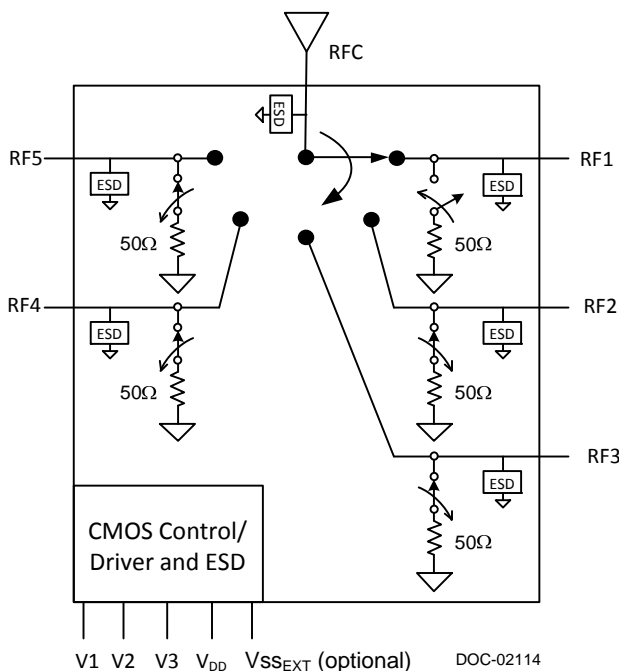 RFC
ESD
RF5
RF1
ESD
ESD
50Ω
50Ω
RF4
RF2
ESD
ESD
50Ω
50Ω
RF3
ESD
CMOS Control/
Driver and ESD
50Ω
V1 V2 V3 VDD VssEXT (optional) DOC-02114